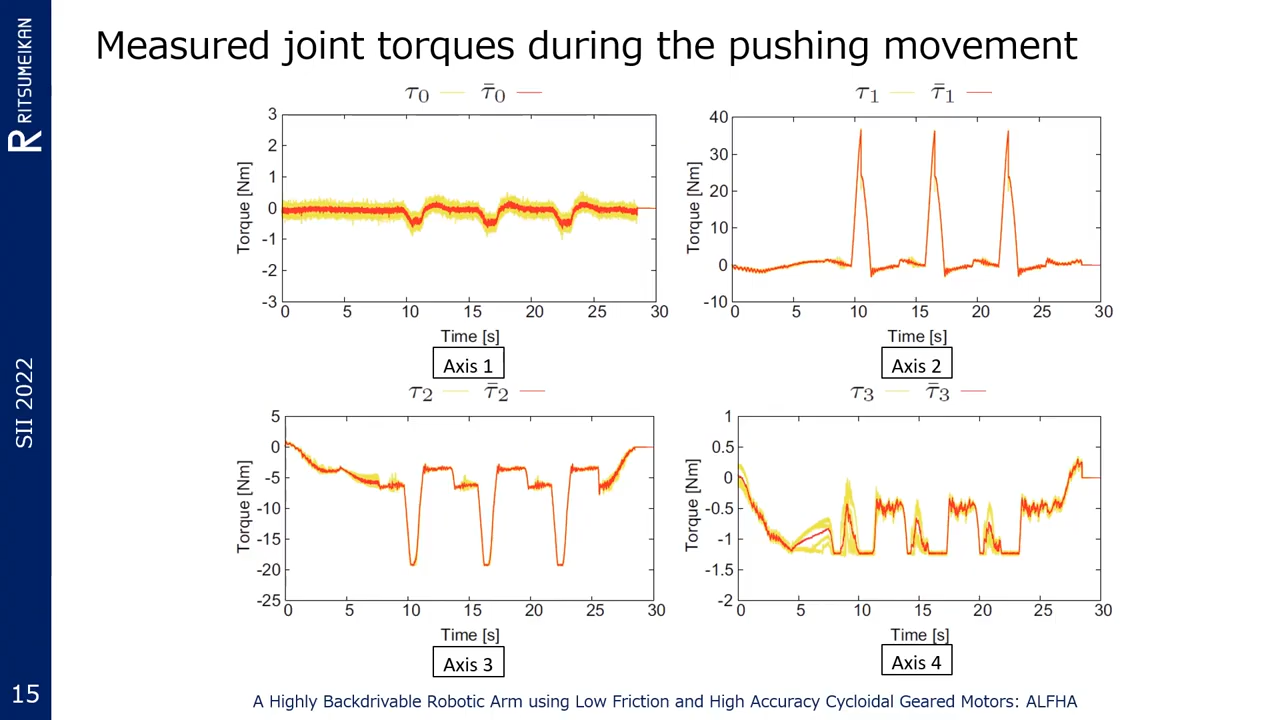 Measured joint torques during the pushing movement
R RITSUMEIKAN
SII 2022
15
τ0 τ̄0
3
2
1
0
-1
-2
-3
Torque [Nm]
0 5 10 15 20 25 30
Time [s]
Axis 1
τ1 τ̄1
40
30
20
10
0
-10
Torque [Nm]
0 5 10 15 20 25 30
Time [s]
Axis 2
τ2 τ̄2
5
0
-5
-10
-15
-20
-25
Torque [Nm]
0 5 10 15 20 25 30
Time [s]
Axis 3
τ3 τ̄3
1
0.5
0
-0.5
-1
-1.5
-2
Torque [Nm]
0 5 10 15 20 25 30
Time [s]
Axis 4
A Highly Backdrivable Robotic Arm using Low Friction and High Accuracy Cycloidal Geared Motors: ALFHA